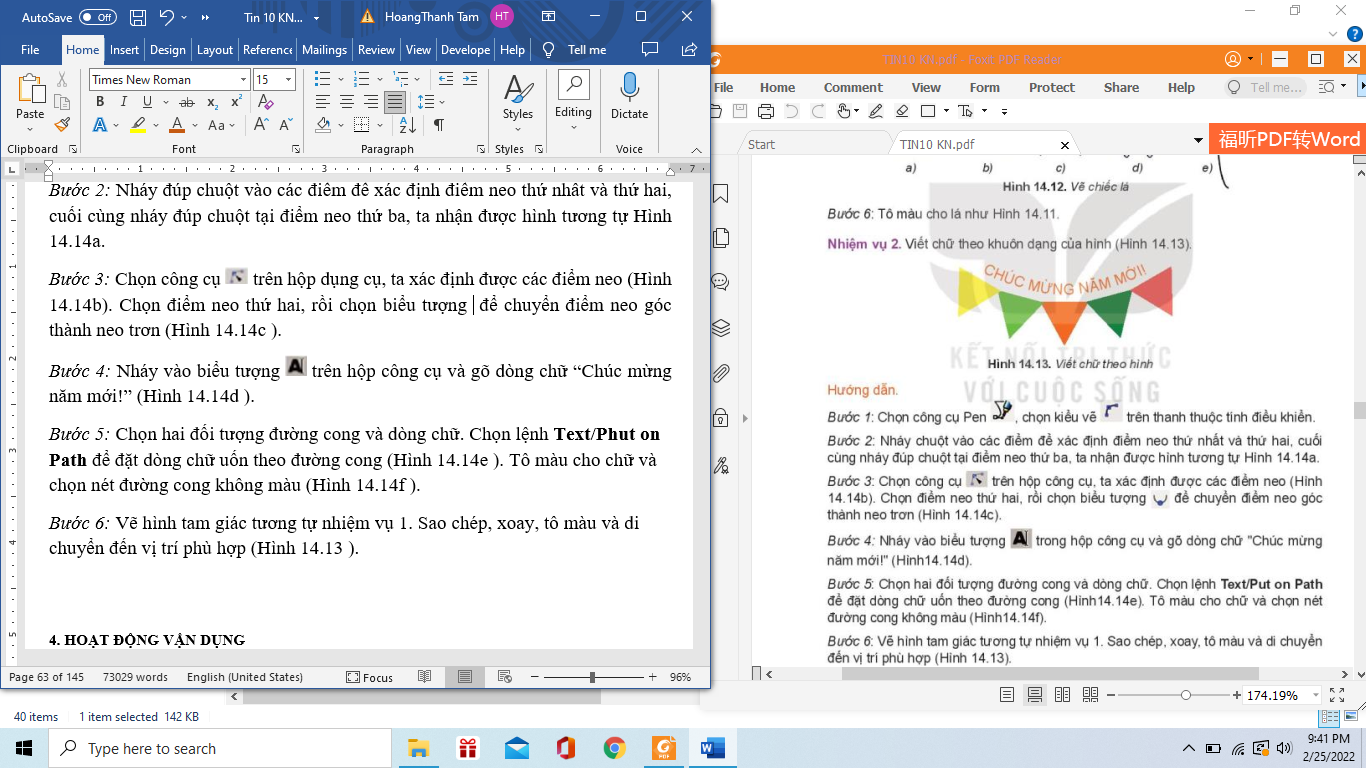 AutoSave Off Tin 10 KN... HoangThanh Tam HT
File Home Insert Design Layout Reference Mailings Review View Develope Help Tell me
Times New Roman 15
Paste Styles Editing Dictate
Clipboard Font Paragraph Styles Voice
Bước 2: Nháy đúp chuột vào các điểm để xác định điểm neo thứ nhất và thứ hai,
cuối cùng nháy đúp chuột tại điểm neo thứ ba, ta nhận được hình tương tự Hình
14.14a.
Bước 3: Chọn công cụ trên hộp dụng cụ, ta xác định được các điểm neo (Hình
14.14b). Chọn điểm neo thứ hai, rồi chọn biểu tượng để chuyển điểm neo góc
thành neo trơn (Hình 14.14c ).
Bước 4: Nháy vào biểu tượng trên hộp công cụ và gõ dòng chữ “Chúc mừng
năm mới!” (Hình 14.14d ).
Bước 5: Chọn hai đối tượng đường cong và dòng chữ. Chọn lệnh Text/Phut on
Path để đặt dòng chữ uốn theo đường cong (Hình 14.14e ). Tô màu cho chữ và
chọn nét đường cong không màu (Hình 14.14f ).
Bước 6: Vẽ hình tam giác tương tự nhiệm vụ 1. Sao chép, xoay, tô màu và di
chuyển đến vị trí phù hợp (Hình 14.13 ).
4. HOẠT ĐỘNG VẬN DỤNG
Page 63 of 145 73029 words English (United States) Focus 96%
40 items 1 item selected 142 KB
TIN10 KN.pdf - Foxit PDF Reader
File Home Comment View Form Protect Share Help Tell me...
Start TIN10 KN.pdf 福昕PDF转Word
a) b) c) d) e)
Hình 14.12. Vẽ chiếc lá
Bước 6: Tô màu cho lá như Hình 14.11.
Nhiệm vụ 2. Viết chữ theo khuôn dạng của hình (Hình 14.13).
CHÚC MỪNG NĂM MỚI!
KẾT NỐI TRI THỨC
Hình 14.13. Viết chữ theo hình
VỚI CUỘC SỐNG
Hướng dẫn.
Bước 1: Chọn công cụ Pen , chọn kiểu vẽ trên thanh thuộc tính điều khiển.
Bước 2: Nháy chuột vào các điểm để xác định điểm neo thứ nhất và thứ hai, cuối
cùng nháy đúp chuột tại điểm neo thứ ba, ta nhận được hình tương tự Hình 14.14a.
Bước 3: Chọn công cụ trên hộp công cụ, ta xác định được các điểm neo (Hình
14.14b). Chọn điểm neo thứ hai, rồi chọn biểu tượng để chuyển điểm neo góc
thành neo trơn (Hình 14.14c).
Bước 4: Nháy vào biểu tượng trong hộp công cụ và gõ dòng chữ "Chúc mừng
năm mới!" (Hình14.14d).
Bước 5: Chọn hai đối tượng đường cong và dòng chữ. Chọn lệnh Text/Put on Path
để đặt dòng chữ uốn theo đường cong (Hình14.14e). Tô màu cho chữ và chọn nét
đường cong không màu (Hình14.14f).
Bước 6: Vẽ hình tam giác tương tự nhiệm vụ 1. Sao chép, xoay, tô màu và di chuyển
đến vị trí phù hợp (Hình 14.13).
174.19%
Type here to search
9:41 PM
2/25/2022